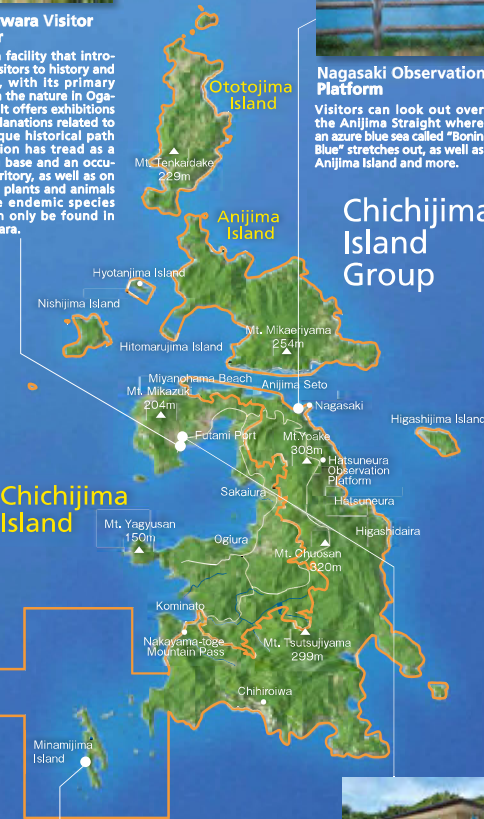 wara Visitor
r
facility that intro-
sitors to history and
, with its primary
the nature in Oga-
It offers exhibitions
lanations related to
que historical path
ion has tread as a
base and an occu-
ritory, as well as on
plants and animals
e endemic species
n only be found in
ara.
Nagasaki Observation
Platform
Visitors can look out over
the Anijima Straight where
an azure blue sea called "Bonin
Blue" stretches out, as well as
Anijima Island and more.
Chichijima
Island
Group
Ototojima
Island
Mt. Tenkaidake
229m
Anijima
Island
Hyotanjima Island
Nishijima Island
Hitomarujima Island
Mt. Mikaeriyama
254m
Miyanohama Beach
Anijima Seto
Mt. Mikazuki
204m
Nagasaki
Higashijima Island
Futami Port
Mt.Yoake
308m
Hatsuneura
Observation
Platform
Sakaiura
Hatsuneura
Chichijima
Island
Mt. Yagyusan
150m
Ogiura
Higashidaira
Mt. Chuosan
320m
Kominato
Nakayama-toge
Mountain Pass
Mt. Tsutsujiyama
299m
Chihiroiwa
Minamijima
Island